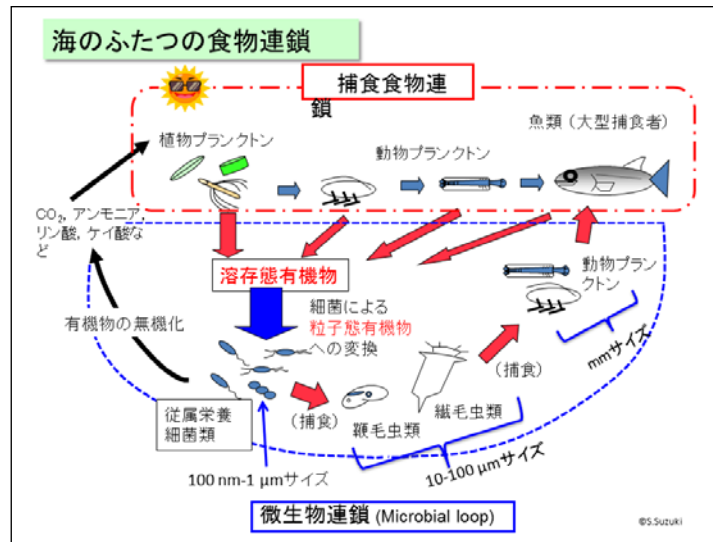 海のふたつの食物連鎖
捕食食物連
鎖
植物プランクトン
動物プランクトン
魚類（大型捕食者）
CO₂, アンモニア,
リン酸, ケイ酸な
ど
溶存態有機物
細菌による
粒子態有機物
への変換
動物プラン
クトン
有機物の無機化
mmサイズ
（捕食）
従属栄養
細菌類
（捕食）
鞭毛虫類
繊毛虫類
100 nm-1 μmサイズ
10-100 μmサイズ
微生物連鎖 (Microbial loop)
©S.Suzuki